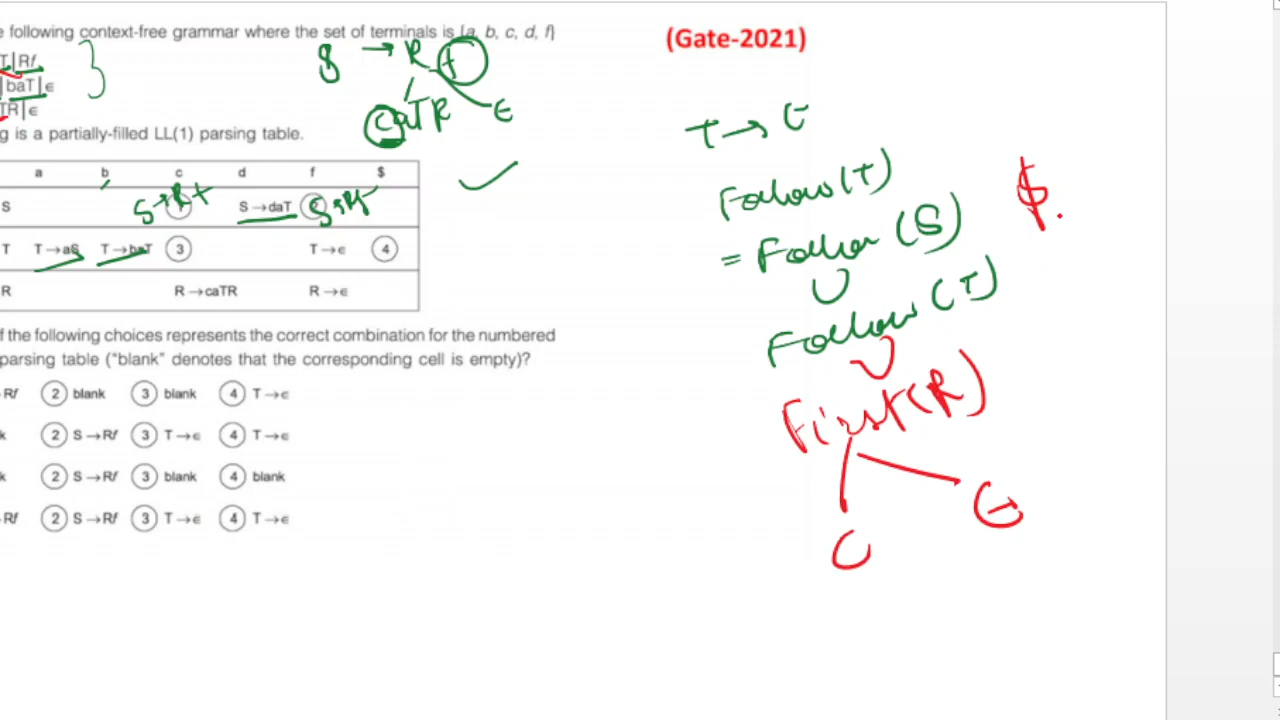 e following context-free grammar where the set of terminals is {a, b, c, d, f}
(Gate-2021)
T|Rf
|baT|ϵ
TR|ϵ
g is a partially-filled LL(1) parsing table.
S → R f
caTR ϵ
a b c d f $
S S→Rf S→daT S→Rf
T T→aS T→baT 3 T→ϵ 4
R R→caTR R→ϵ
f the following choices represents the correct combination for the numbered
parsing table ("blank" denotes that the corresponding cell is empty)?
Rf 2 blank 3 blank 4 T→ϵ
k 2 S→Rf 3 T→ϵ 4 T→ϵ
k 2 S→Rf 3 blank 4 blank
Rf 2 S→Rf 3 T→ϵ 4 T→ϵ
T → ϵ
Follow(T)
= Follow (S)
∪
Follow (T)
∪
First(R)
C ϵ
$.